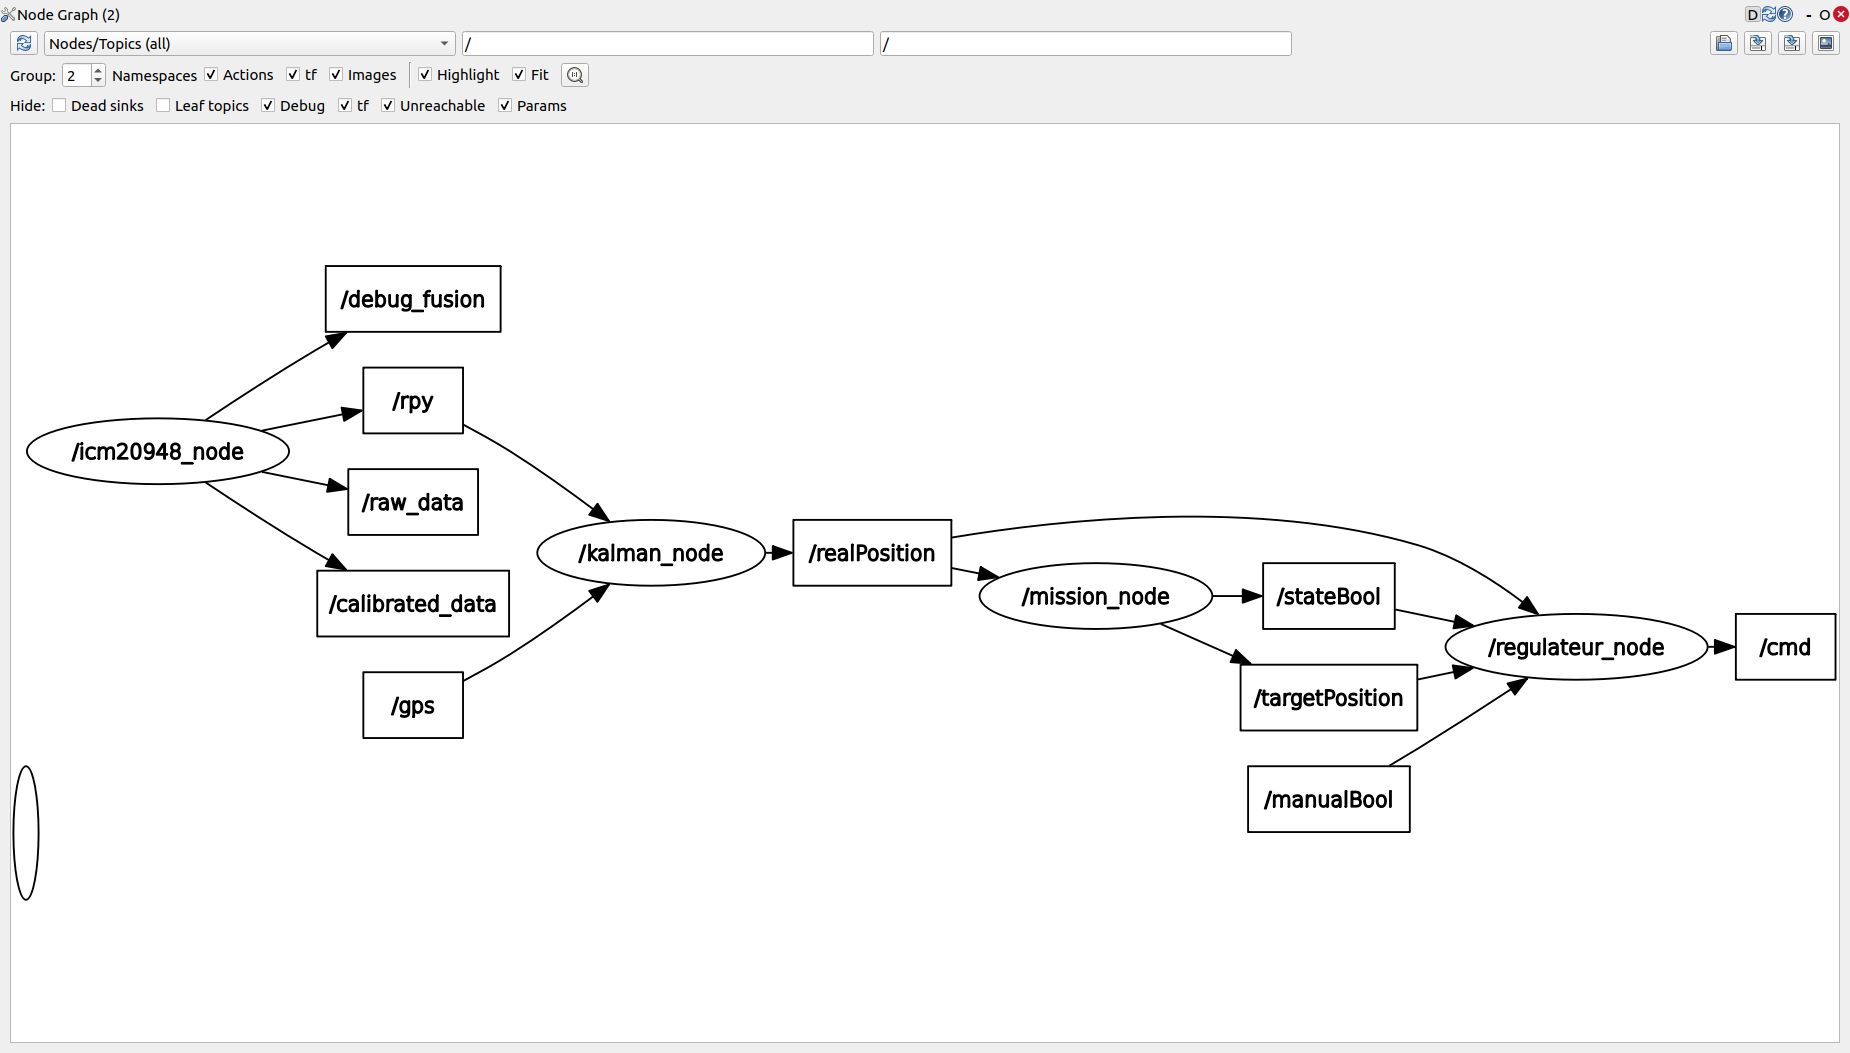 Node Graph (2)
D - O
Nodes/Topics (all) / /
Group: 2 Namespaces Actions tf Images Highlight Fit
Hide: Dead sinks Leaf topics Debug tf Unreachable Params
/debug_fusion
/rpy
/icm20948_node
/raw_data
/calibrated_data
/gps
/kalman_node
/realPosition
/mission_node
/stateBool
/targetPosition
/manualBool
/regulateur_node
/cmd